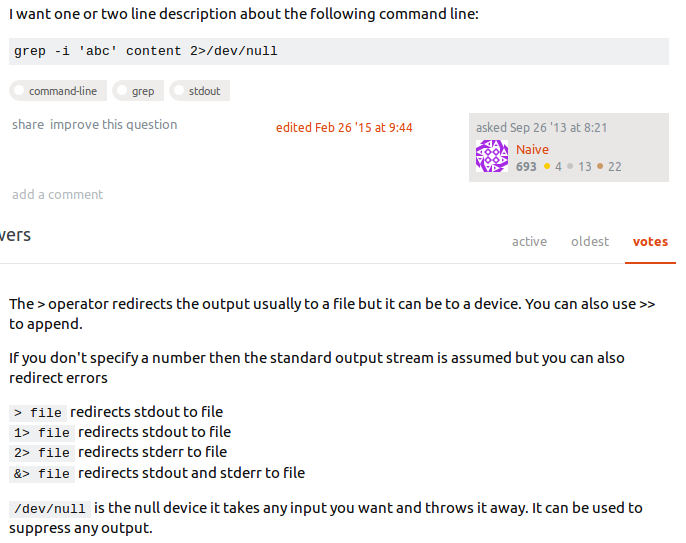 I want one or two line description about the following command line:
grep -i 'abc' content 2>/dev/null
command-line grep stdout
share improve this question
edited Feb 26 '15 at 9:44
asked Sep 26 '13 at 8:21
Naive
693 4 13 22
add a comment
wers
active oldest votes
The > operator redirects the output usually to a file but it can be to a device. You can also use >>
to append.
If you don't specify a number then the standard output stream is assumed but you can also
redirect errors
> file redirects stdout to file
1> file redirects stdout to file
2> file redirects stderr to file
&> file redirects stdout and stderr to file
/dev/null is the null device it takes any input you want and throws it away. It can be used to
suppress any output.